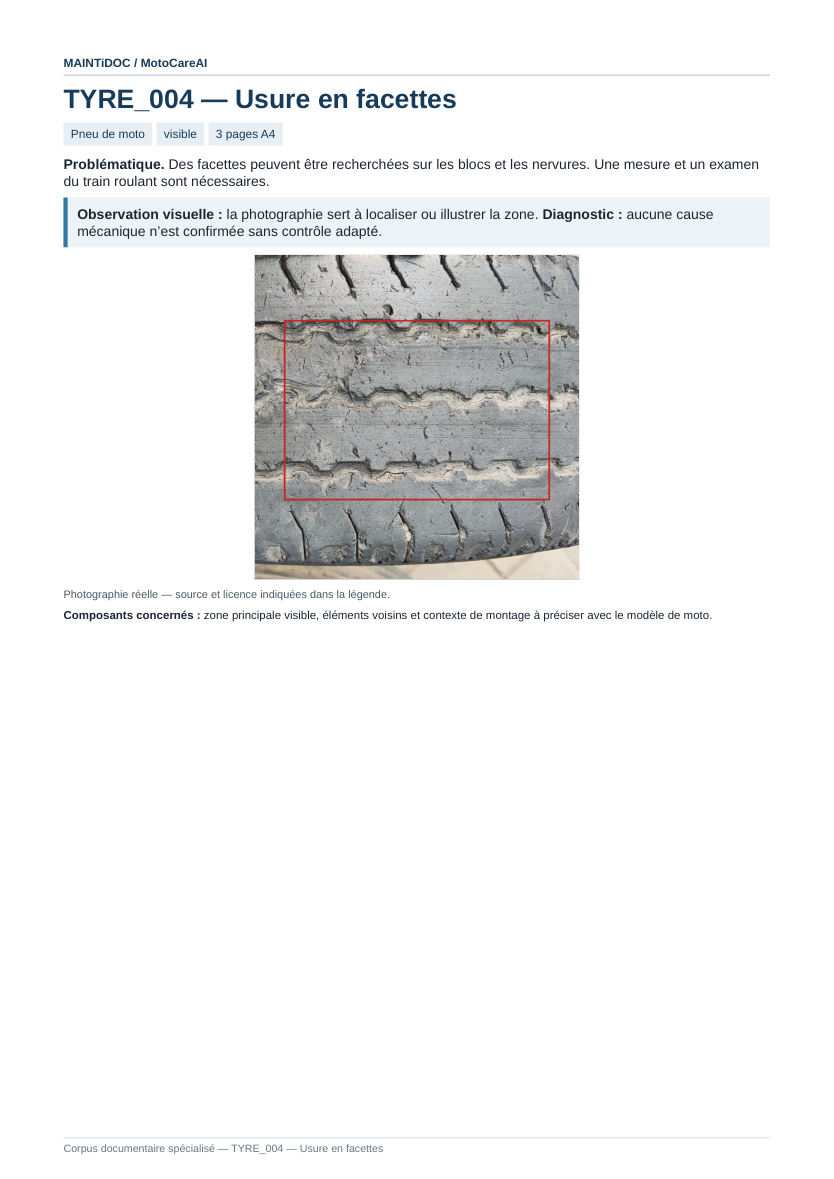 MAINTiDOC / MotoCareAI
TYRE_004 — Usure en facettes
Pneu de moto visible 3 pages A4
Problématique. Des facettes peuvent être recherchées sur les blocs et les nervures. Une mesure et un examen
du train roulant sont nécessaires.
Observation visuelle : la photographie sert à localiser ou illustrer la zone. Diagnostic : aucune cause
mécanique n’est confirmée sans contrôle adapté.
Photographie réelle — source et licence indiquées dans la légende.
Composants concernés : zone principale visible, éléments voisins et contexte de montage à préciser avec le modèle de moto.
Corpus documentaire spécialisé — TYRE_004 — Usure en facettes